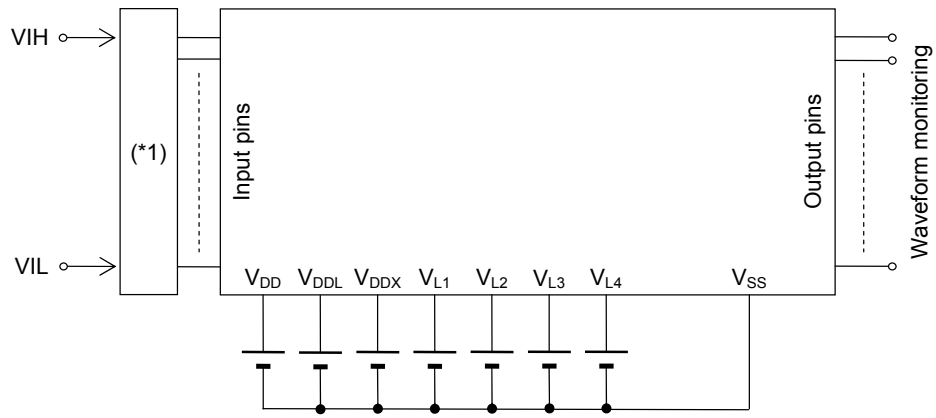 VIH
(*1)
VIL
Input pins
Output pins
Waveform monitoring
VDD VDDL VDDX VL1 VL2 VL3 VL4 VSS